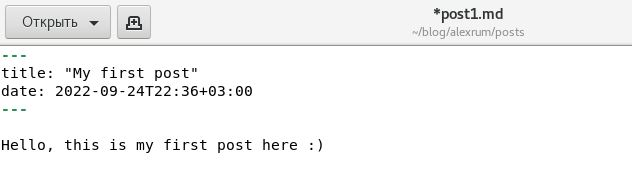 Открыть
*post1.md
~/blog/alexrum/posts
---
title: "My first post"
date: 2022-09-24T22:36+03:00
---
Hello, this is my first post here :)